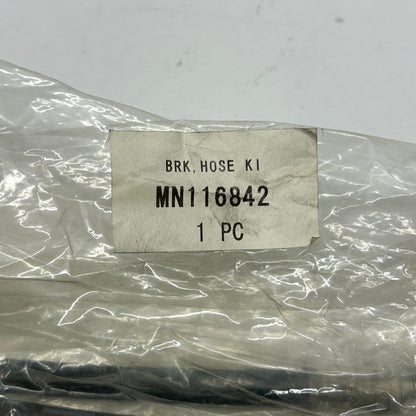 BRK, HOSE KI
MN116842
1 PC